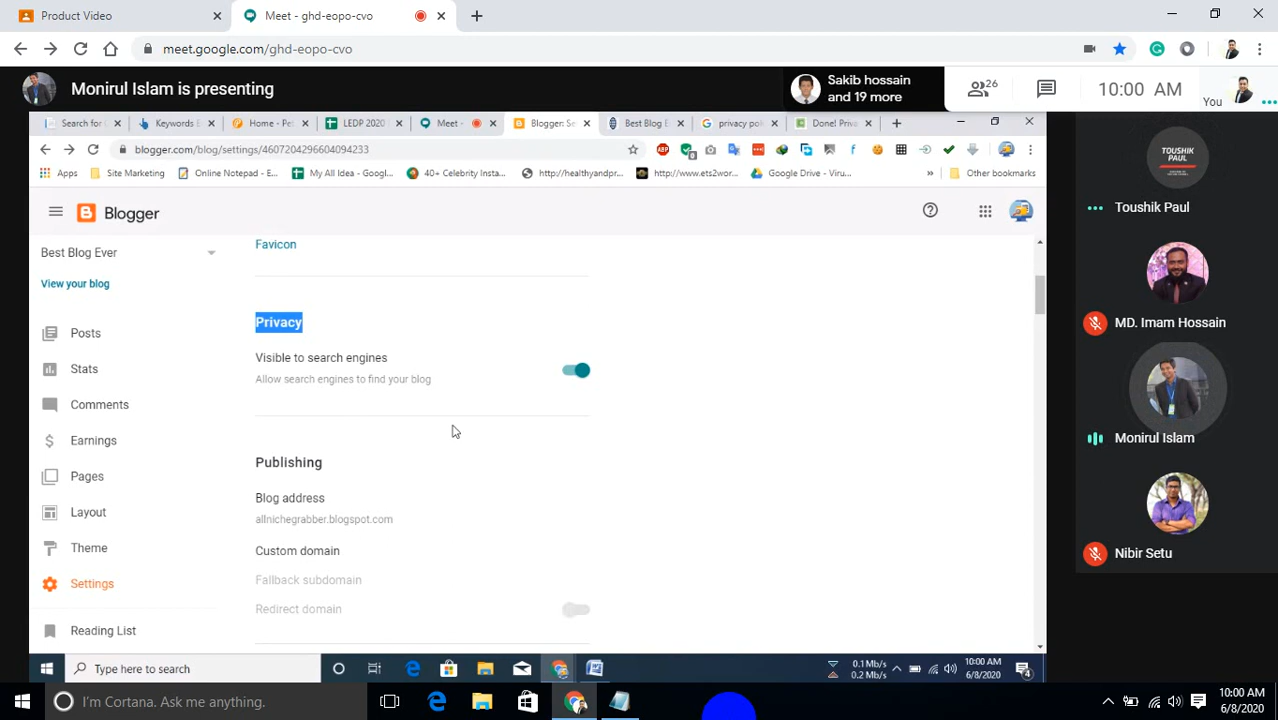 Product Video
Meet - ghd-eopo-cvo
meet.google.com/ghd-eopo-cvo
Monirul Islam is presenting
Sakib hossain
and 19 more
26
10:00 AM
You
Search for
Keywords E
Home - Pe
LEDP 2020
Meet -
Blogger: Se
Best Blog E
privacy po
Done! Priva
blogger.com/blog/settings/4607204296604094233
Apps
Site Marketing
Online Notepad - E...
My All Idea - Googl...
40+ Celebrity Insta...
http://healthyandpr...
http://www.ets2wor...
Google Drive - Viru...
Other bookmarks
Blogger
Best Blog Ever
View your blog
Posts
Stats
Comments
Earnings
Pages
Layout
Theme
Settings
Reading List
Favicon
Privacy
Visible to search engines
Allow search engines to find your blog
Publishing
Blog address
allnichegrabber.blogspot.com
Custom domain
Fallback subdomain
Redirect domain
TOUSHIK
PAUL
Toushik Paul
MD. Imam Hossain
Monirul Islam
Nibir Setu
Type here to search
0.1 Mb/s
0.2 Mb/s
10:00 AM
6/8/2020
4
I'm Cortana. Ask me anything.
10:00 AM
6/8/2020